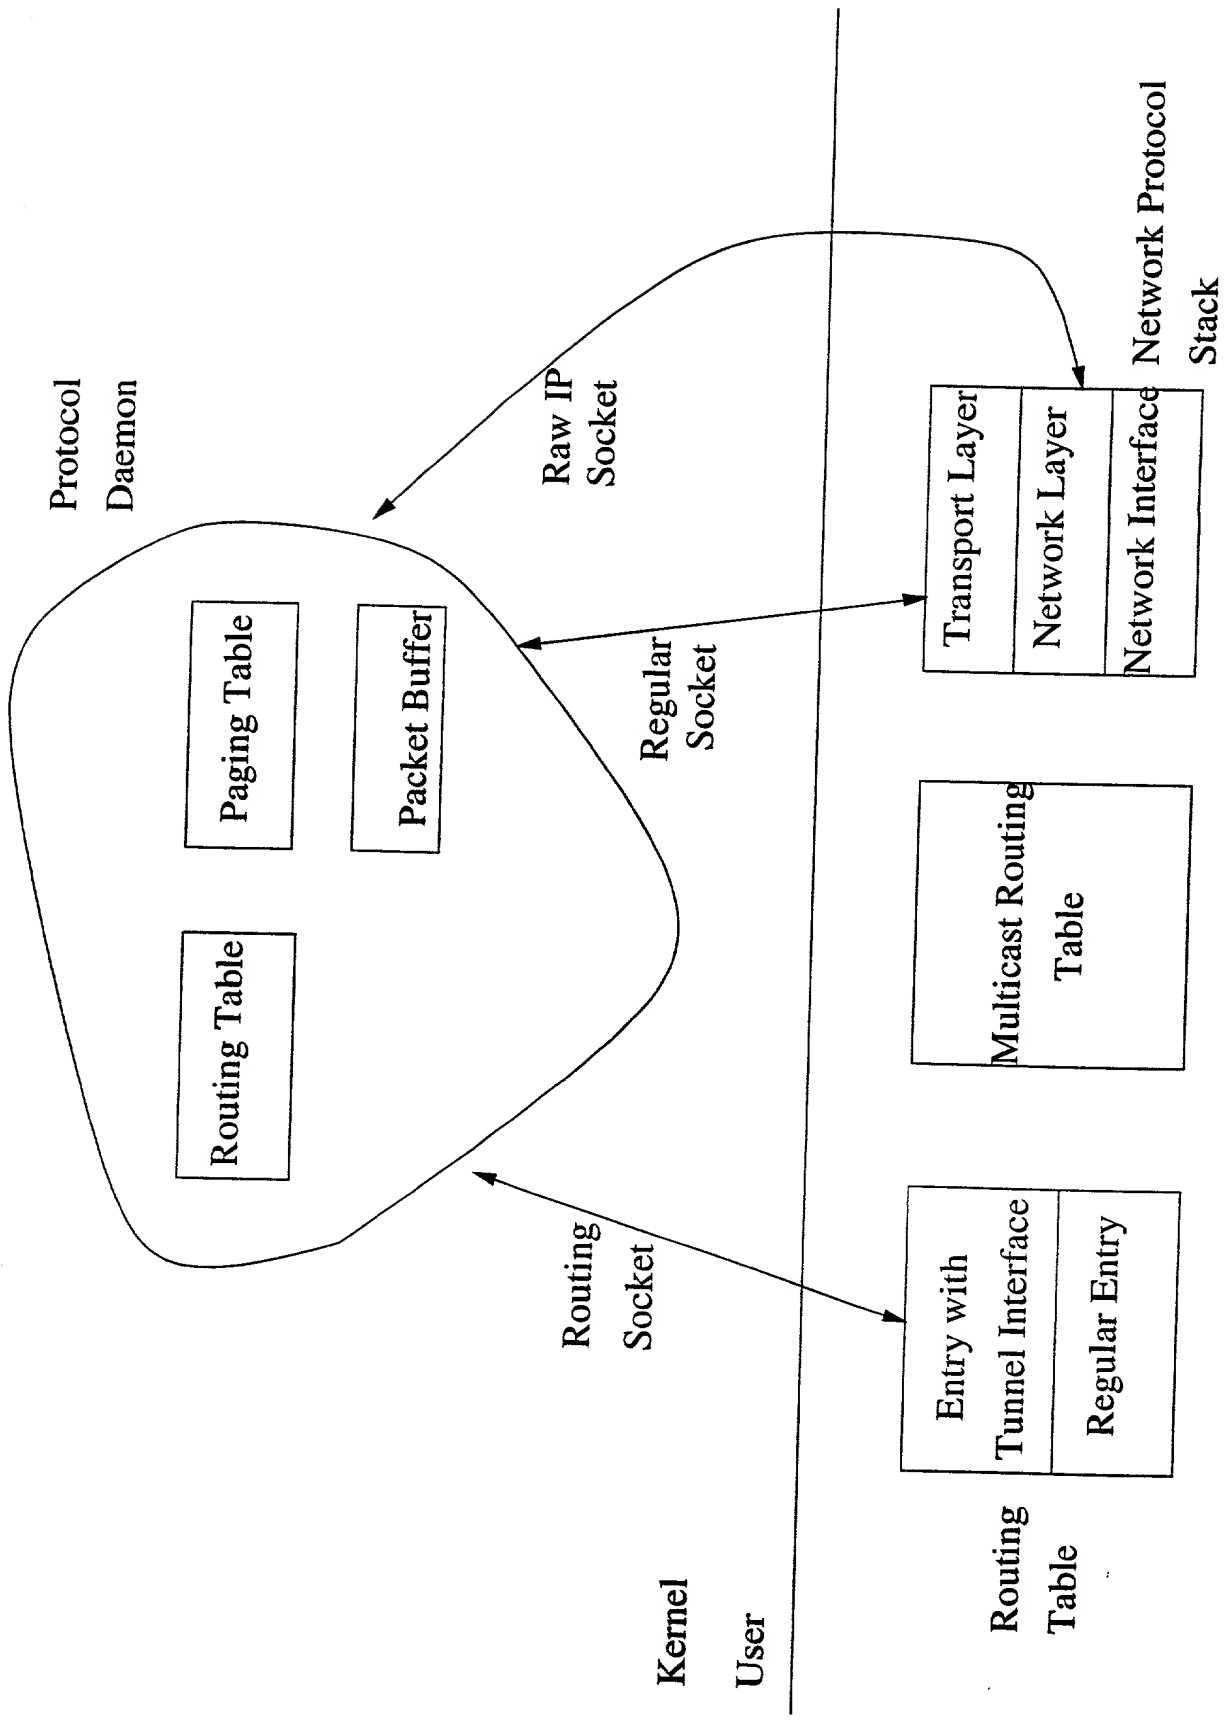 Protocol
Daemon
Routing Table
Paging Table
Packet Buffer
Raw IP
Socket
Regular
Socket
Routing
Socket
Kernel
User
Entry with
Tunnel Interface
Regular Entry
Routing
Table
Multicast Routing
Table
Transport Layer
Network Layer
Network Interface
Network Protocol
Stack